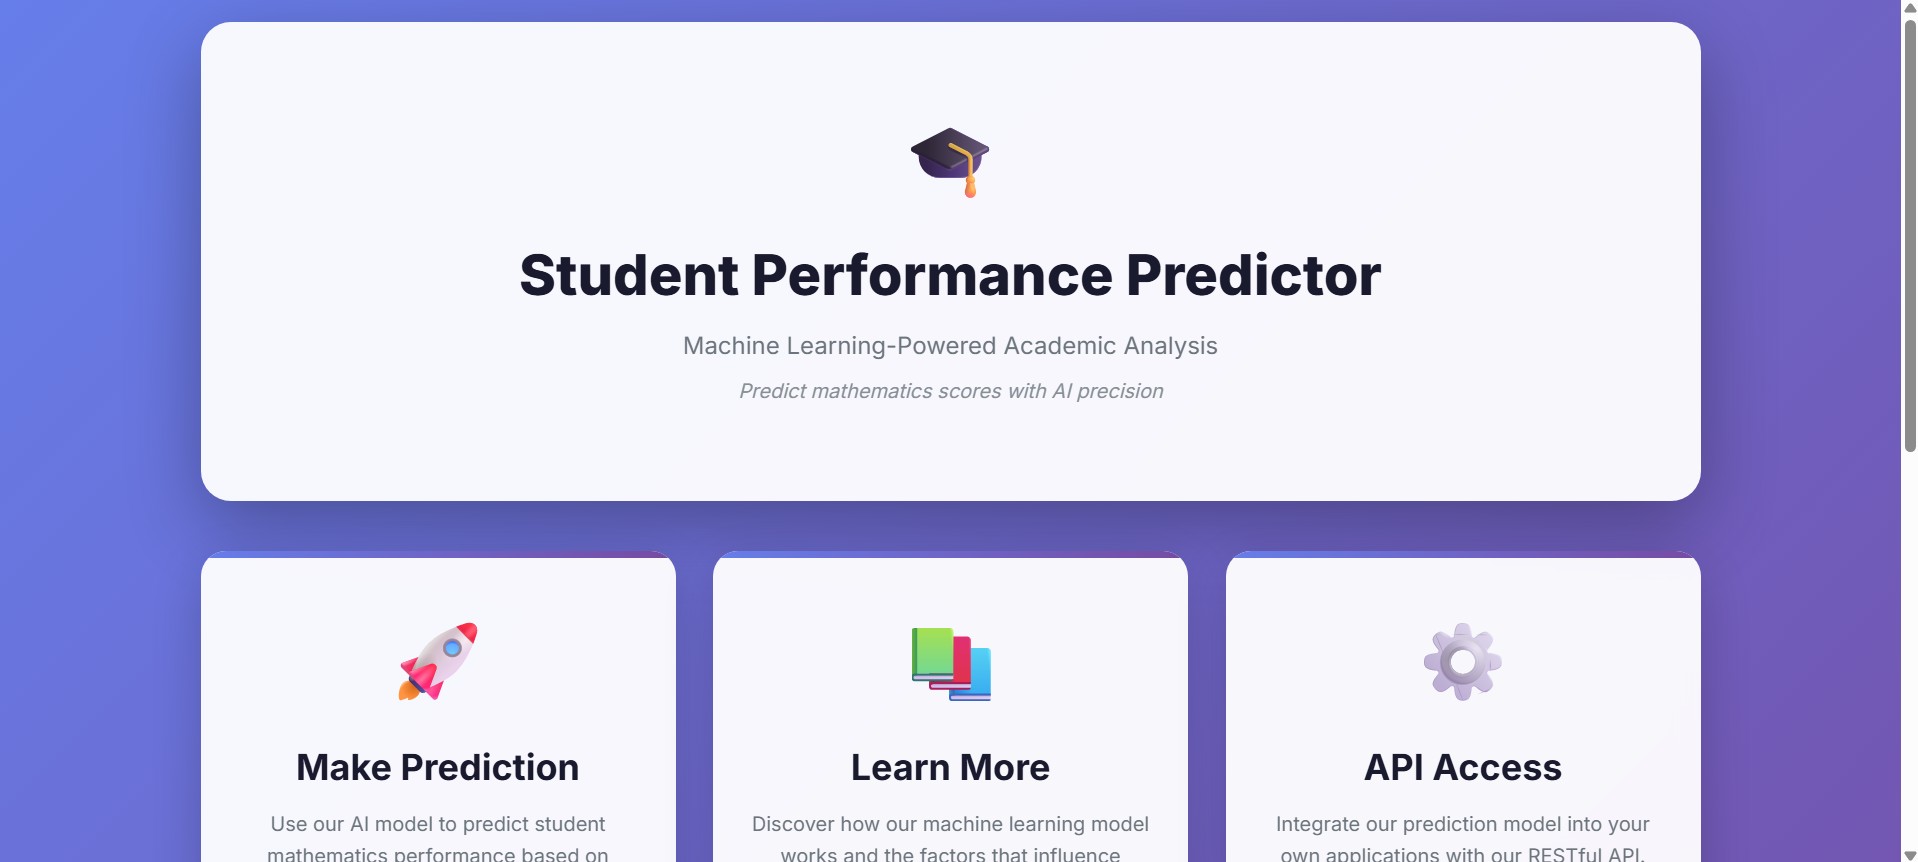 Student Performance Predictor
Machine Learning-Powered Academic Analysis
Predict mathematics scores with AI precision
Make Prediction
Use our AI model to predict student
mathematics performance based on
Learn More
Discover how our machine learning model
works and the factors that influence
API Access
Integrate our prediction model into your
own applications with our RESTful API.